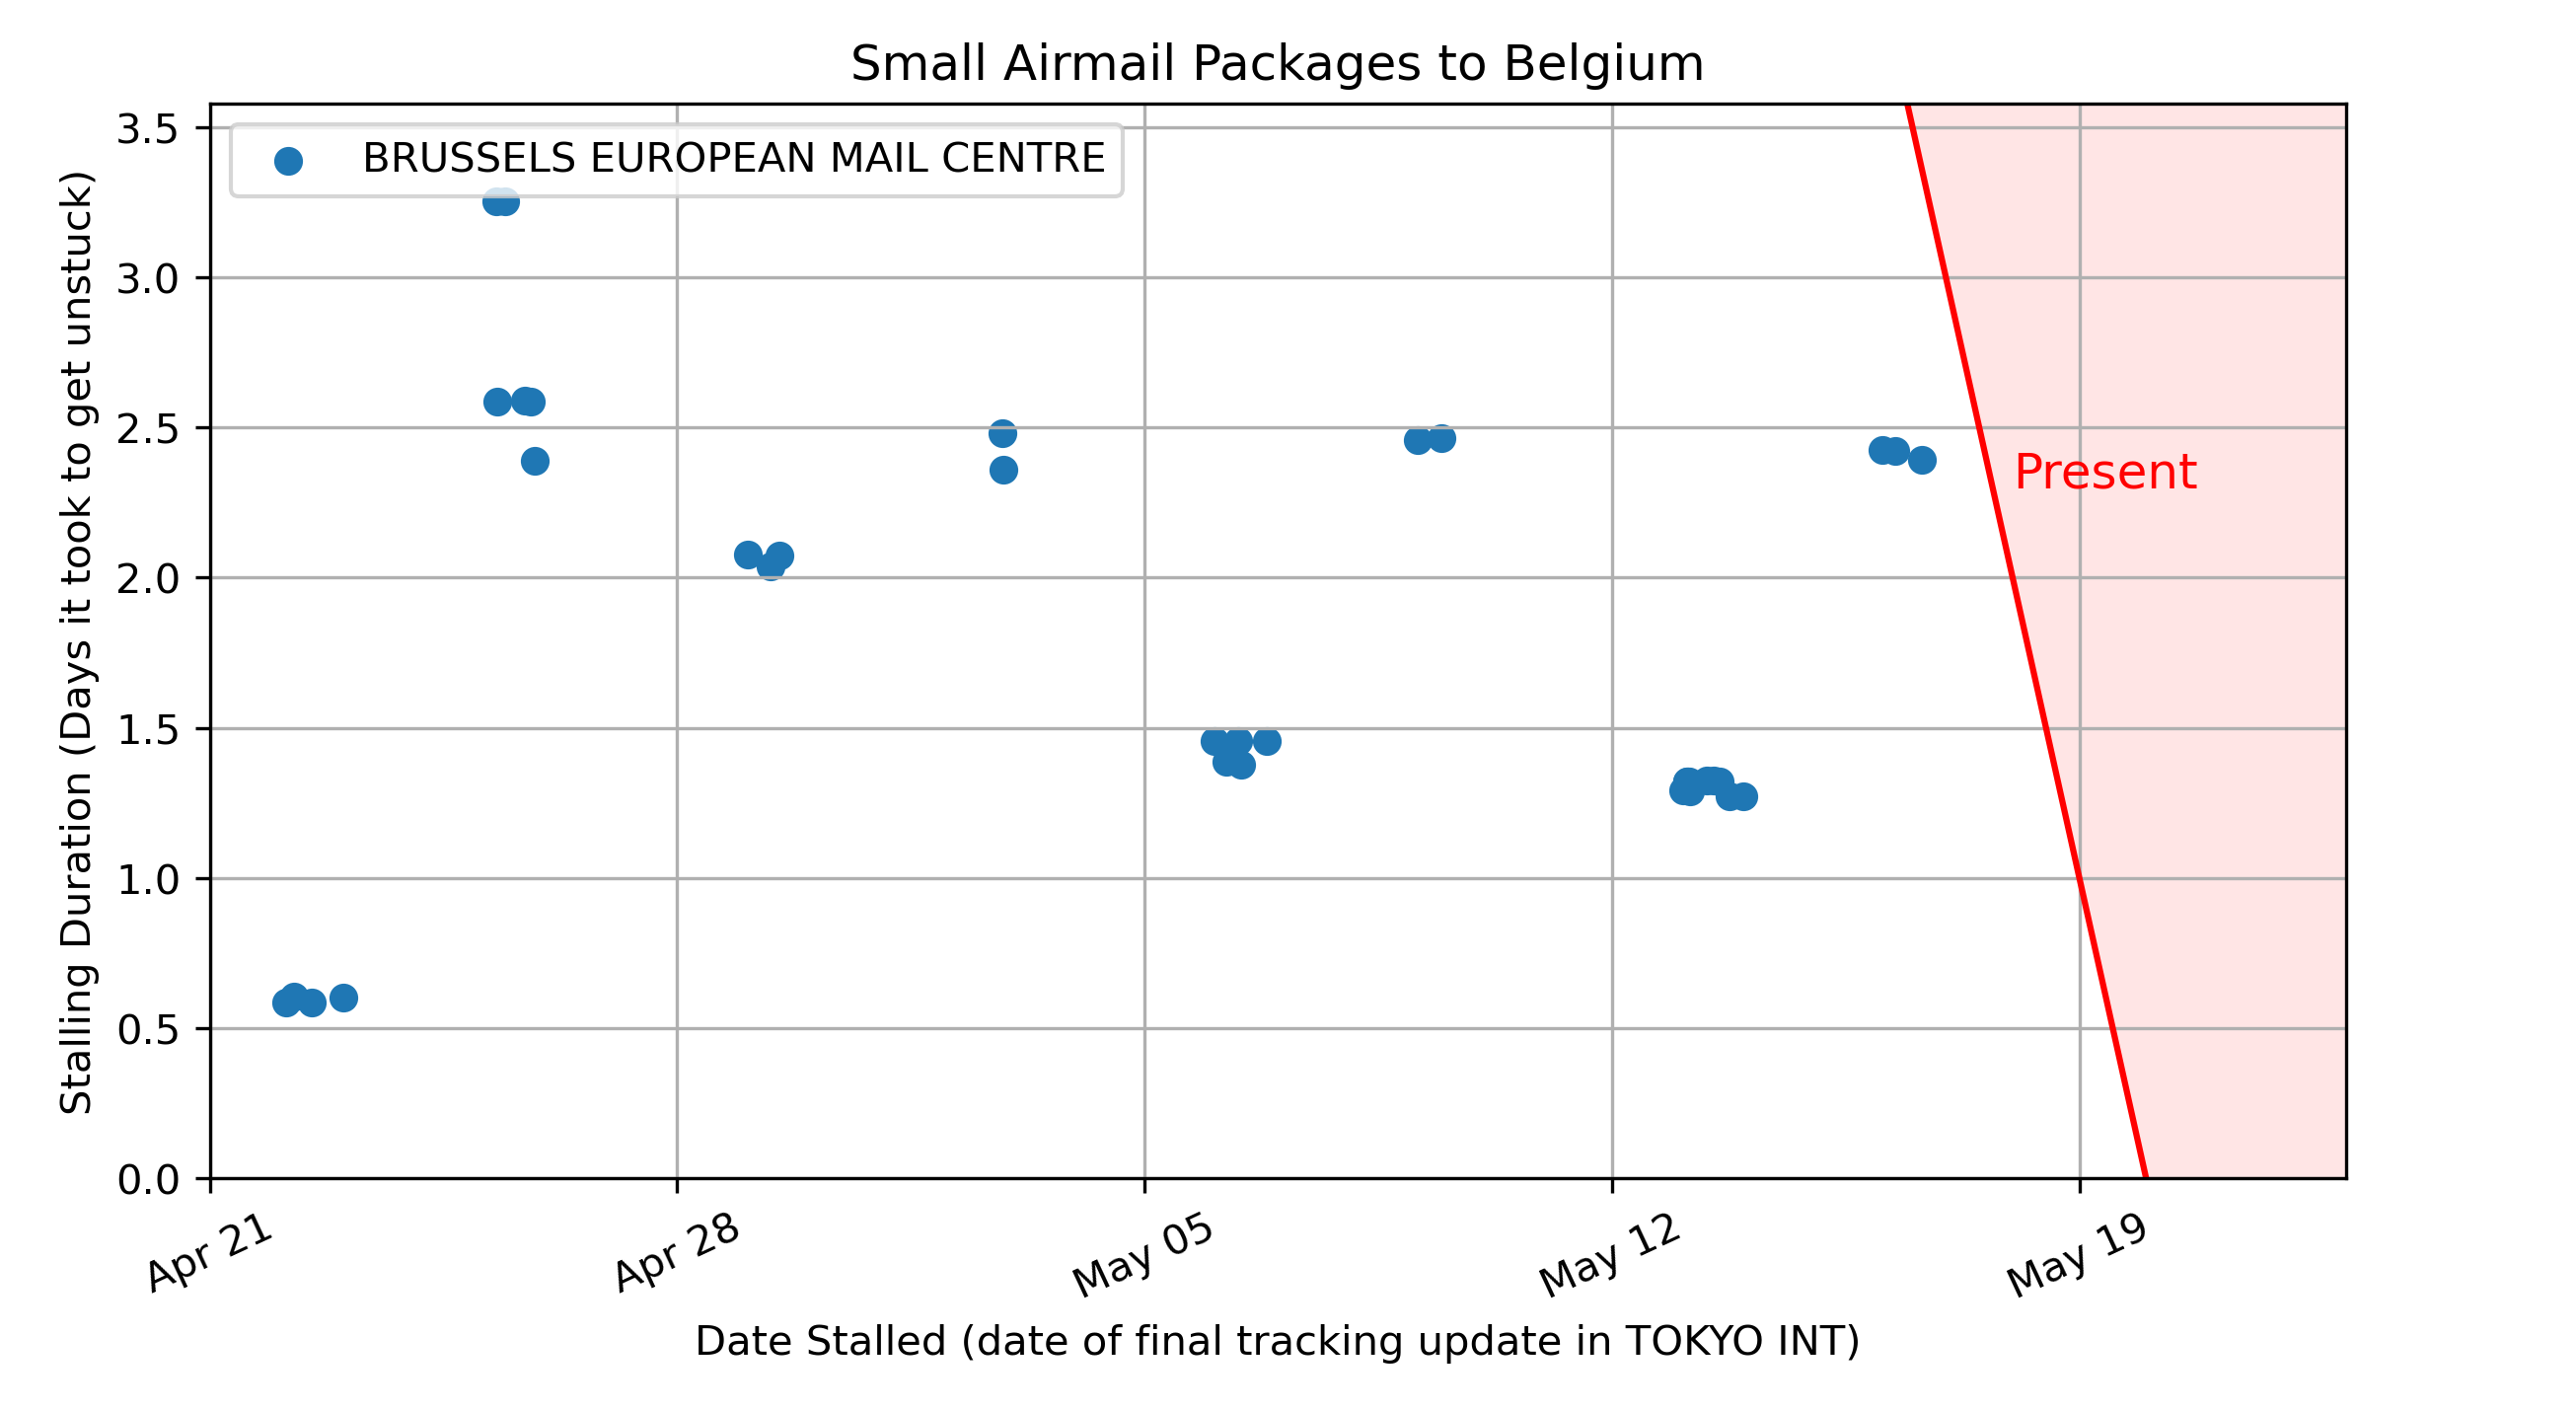 Small Airmail Packages to Belgium
BRUSSELS EUROPEAN MAIL CENTRE
Stalling Duration (Days it took to get unstuck)
3.5
3.0
2.5
2.0
1.5
1.0
0.5
0.0
Present
Apr 21
Apr 28
May 05
May 12
May 19
Date Stalled (date of final tracking update in TOKYO INT)